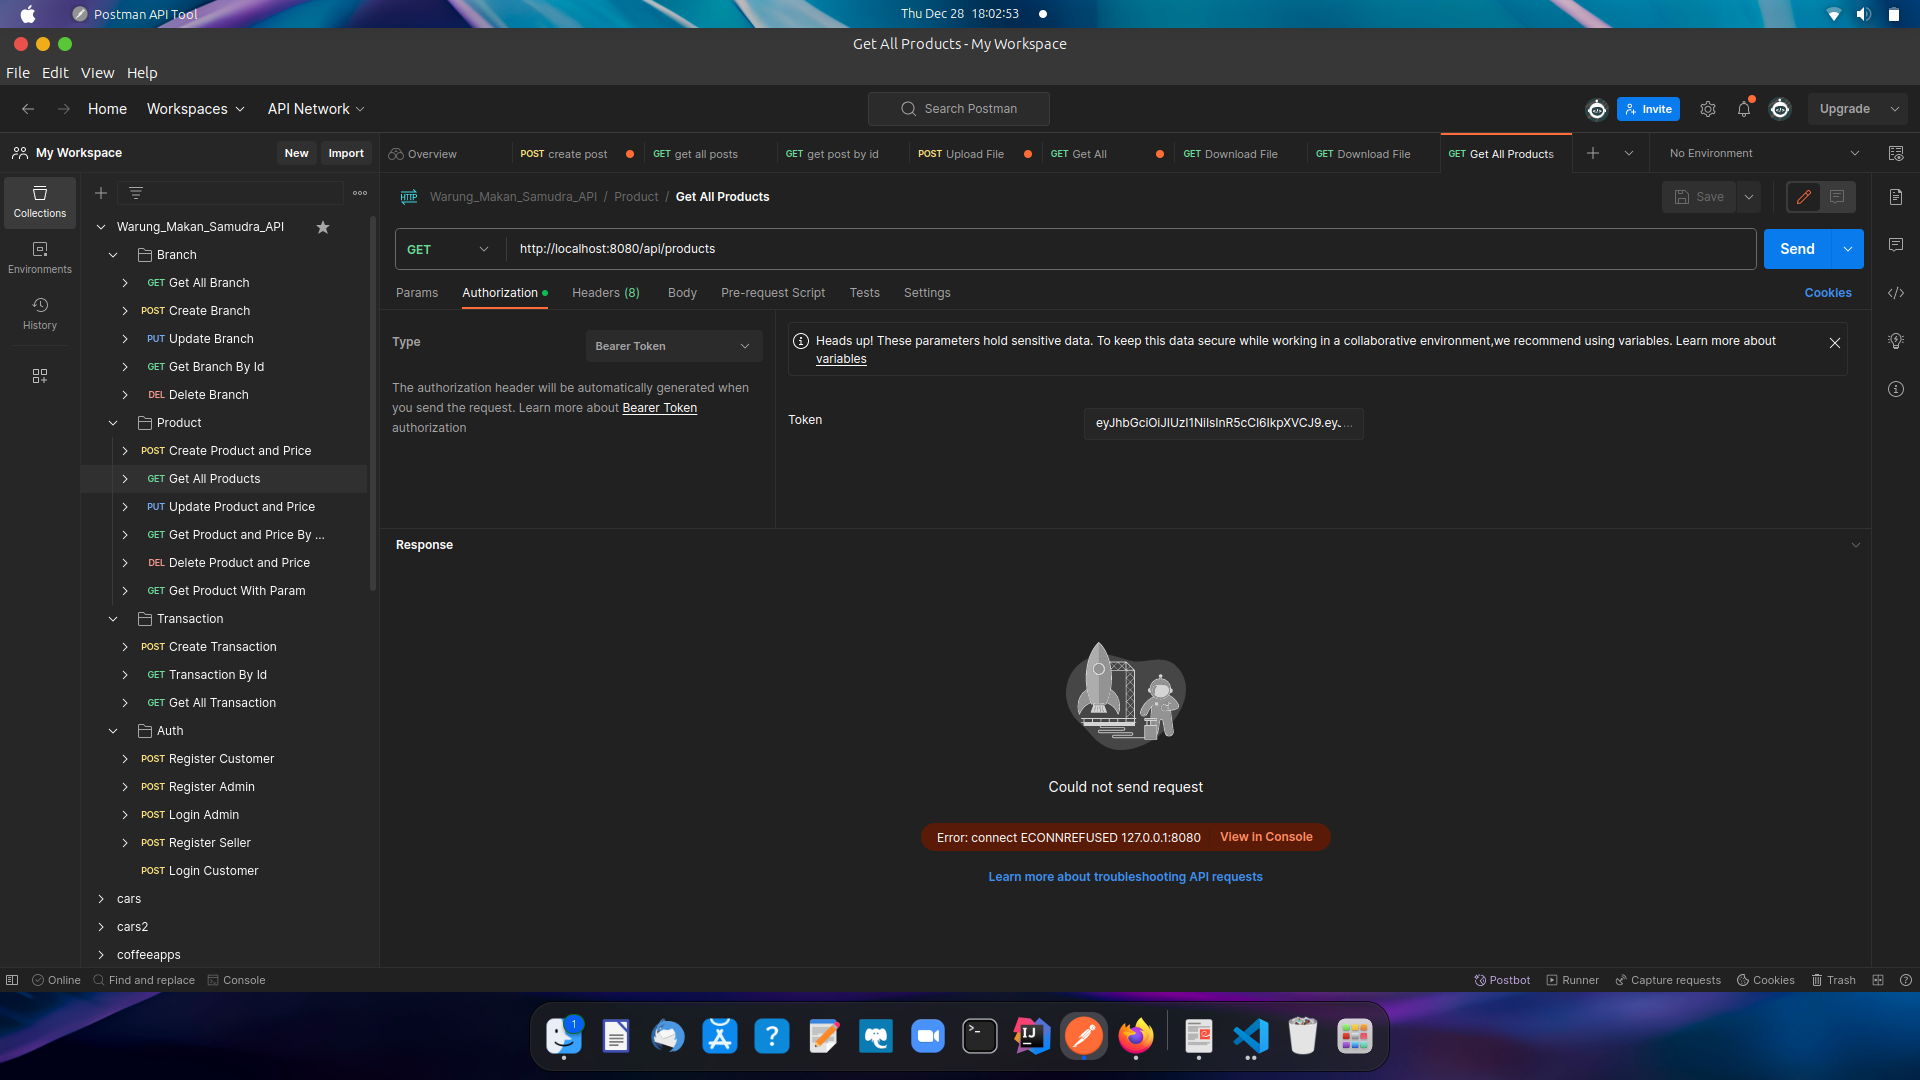 Postman API Tool
Thu Dec 28 18:02:53
Get All Products - My Workspace
File Edit View Help
Home Workspaces API Network
Search Postman
Invite
Upgrade
My Workspace
New
Import
Overview
POST create post
GET get all posts
GET get post by id
POST Upload File
GET Get All
GET Download File
GET Download File
GET Get All Products
No Environment
Collections
Environments
History
Warung_Makan_Samudra_API
Branch
GET Get All Branch
POST Create Branch
PUT Update Branch
GET Get Branch By Id
DEL Delete Branch
Product
POST Create Product and Price
GET Get All Products
PUT Update Product and Price
GET Get Product and Price By ...
DEL Delete Product and Price
GET Get Product With Param
Transaction
POST Create Transaction
GET Transaction By Id
GET Get All Transaction
Auth
POST Register Customer
POST Register Admin
POST Login Admin
POST Register Seller
POST Login Customer
cars
cars2
coffeeapps
HTTP
Warung_Makan_Samudra_API / Product / Get All Products
Save
GET
http://localhost:8080/api/products
Send
Params Authorization Headers (8) Body Pre-request Script Tests Settings
Cookies
Type
Bearer Token
The authorization header will be automatically generated when
you send the request. Learn more about Bearer Token
authorization
Heads up! These parameters hold sensitive data. To keep this data secure while working in a collaborative environment,we recommend using variables. Learn more about
variables
Token
eyJhbGciOiJIUzI1NiIsInR5cCI6IkpXVCJ9.eyJ...
Response
Could not send request
Error: connect ECONNREFUSED 127.0.0.1:8080
View in Console
Learn more about troubleshooting API requests
Online
Find and replace
Console
Postbot
Runner
Capture requests
Cookies
Trash
1
?
>_
IJ